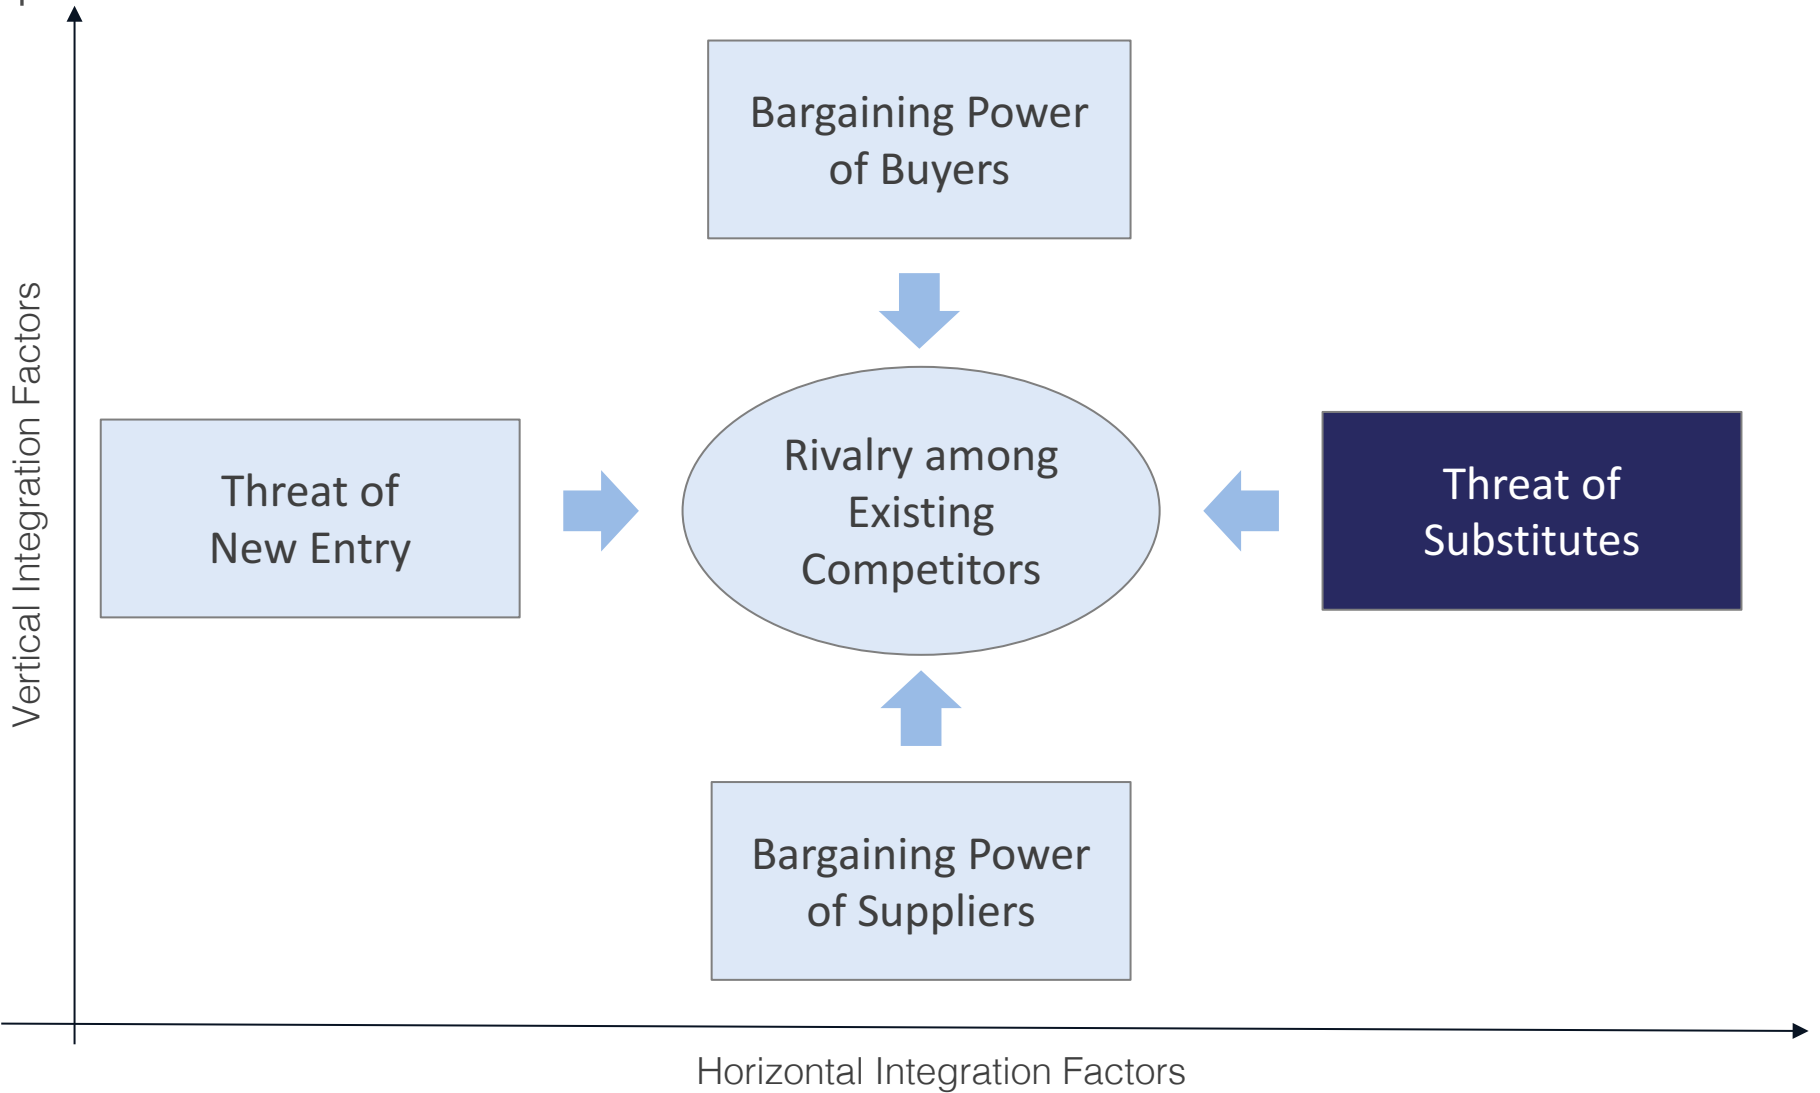 Bargaining Power
of Buyers
Vertical Integration Factors
Threat of
New Entry
Rivalry among
Existing
Competitors
Threat of
Substitutes
Bargaining Power
of Suppliers
Horizontal Integration Factors